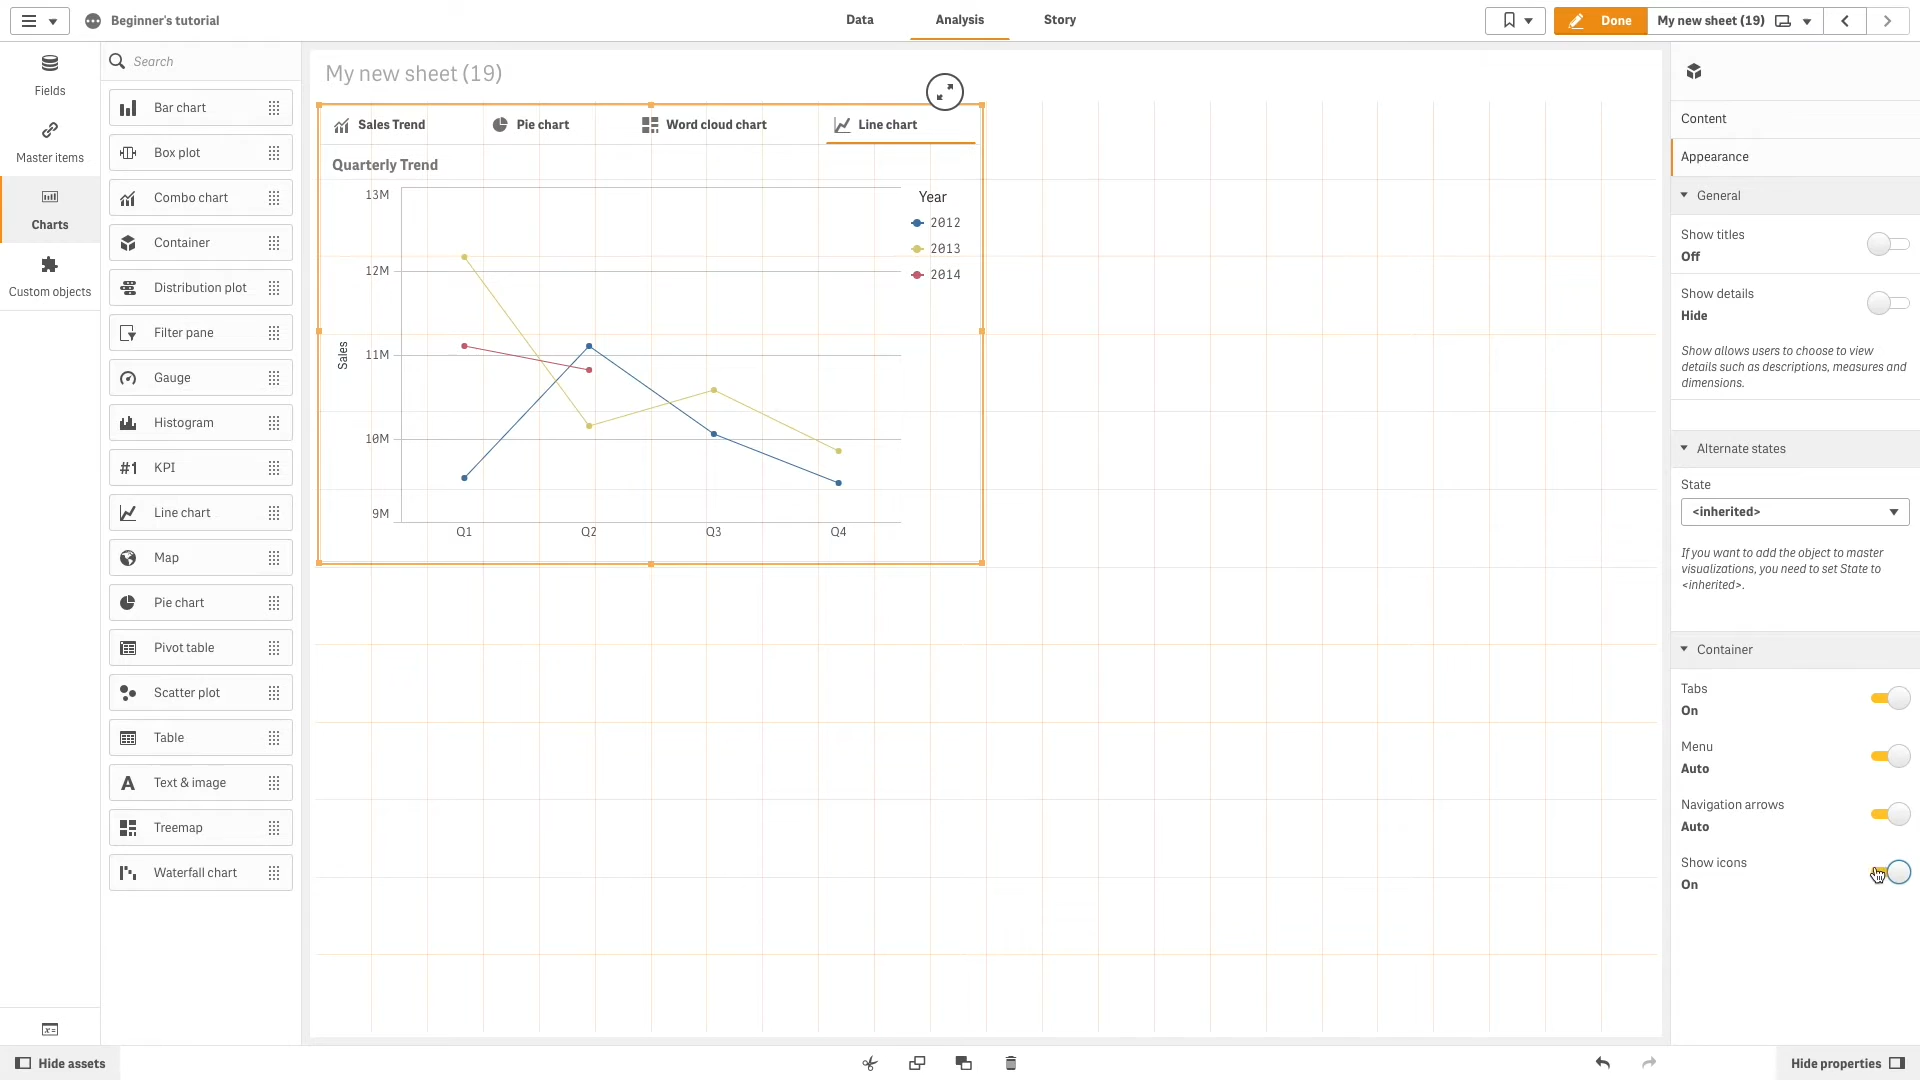 Beginner's tutorial
Data
Analysis
Story
Done
My new sheet (19)
Fields
Master items
Charts
Custom objects
Search
Bar chart
Box plot
Combo chart
Container
Distribution plot
Filter pane
Gauge
Histogram
#1 KPI
Line chart
Map
Pie chart
Pivot table
Scatter plot
Table
A Text & image
Treemap
Waterfall chart
My new sheet (19)
Sales Trend
Pie chart
Word cloud chart
Line chart
Quarterly Trend
13M
12M
11M
10M
9M
Sales
Q1
Q2
Q3
Q4
Year
2012
2013
2014
Content
Appearance
General
Show titles
Off
Show details
Hide
Show allows users to choose to view
details such as descriptions, measures and
dimensions.
Alternate states
State
<inherited>
If you want to add the object to master
visualizations, you need to set State to
<inherited>.
Container
Tabs
On
Menu
Auto
Navigation arrows
Auto
Show icons
On
Hide assets
Hide properties